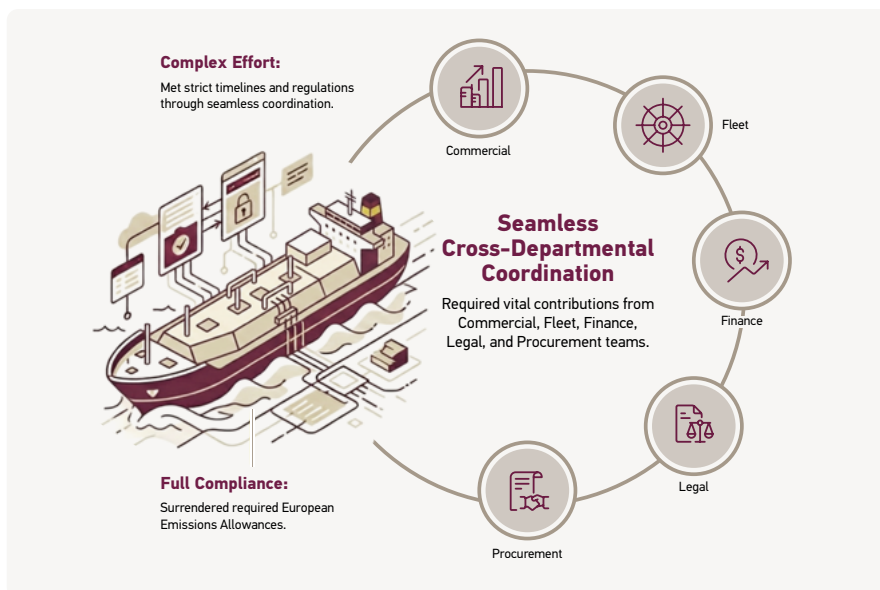 Complex Effort:
Met strict timelines and regulations
through seamless coordination.
Commercial
Fleet
Seamless
Cross-Departmental
Coordination
Required vital contributions from
Commercial, Fleet, Finance,
Legal, and Procurement teams.
$
Finance
Full Compliance:
Surrendered required European
Emissions Allowances.
Legal
Procurement